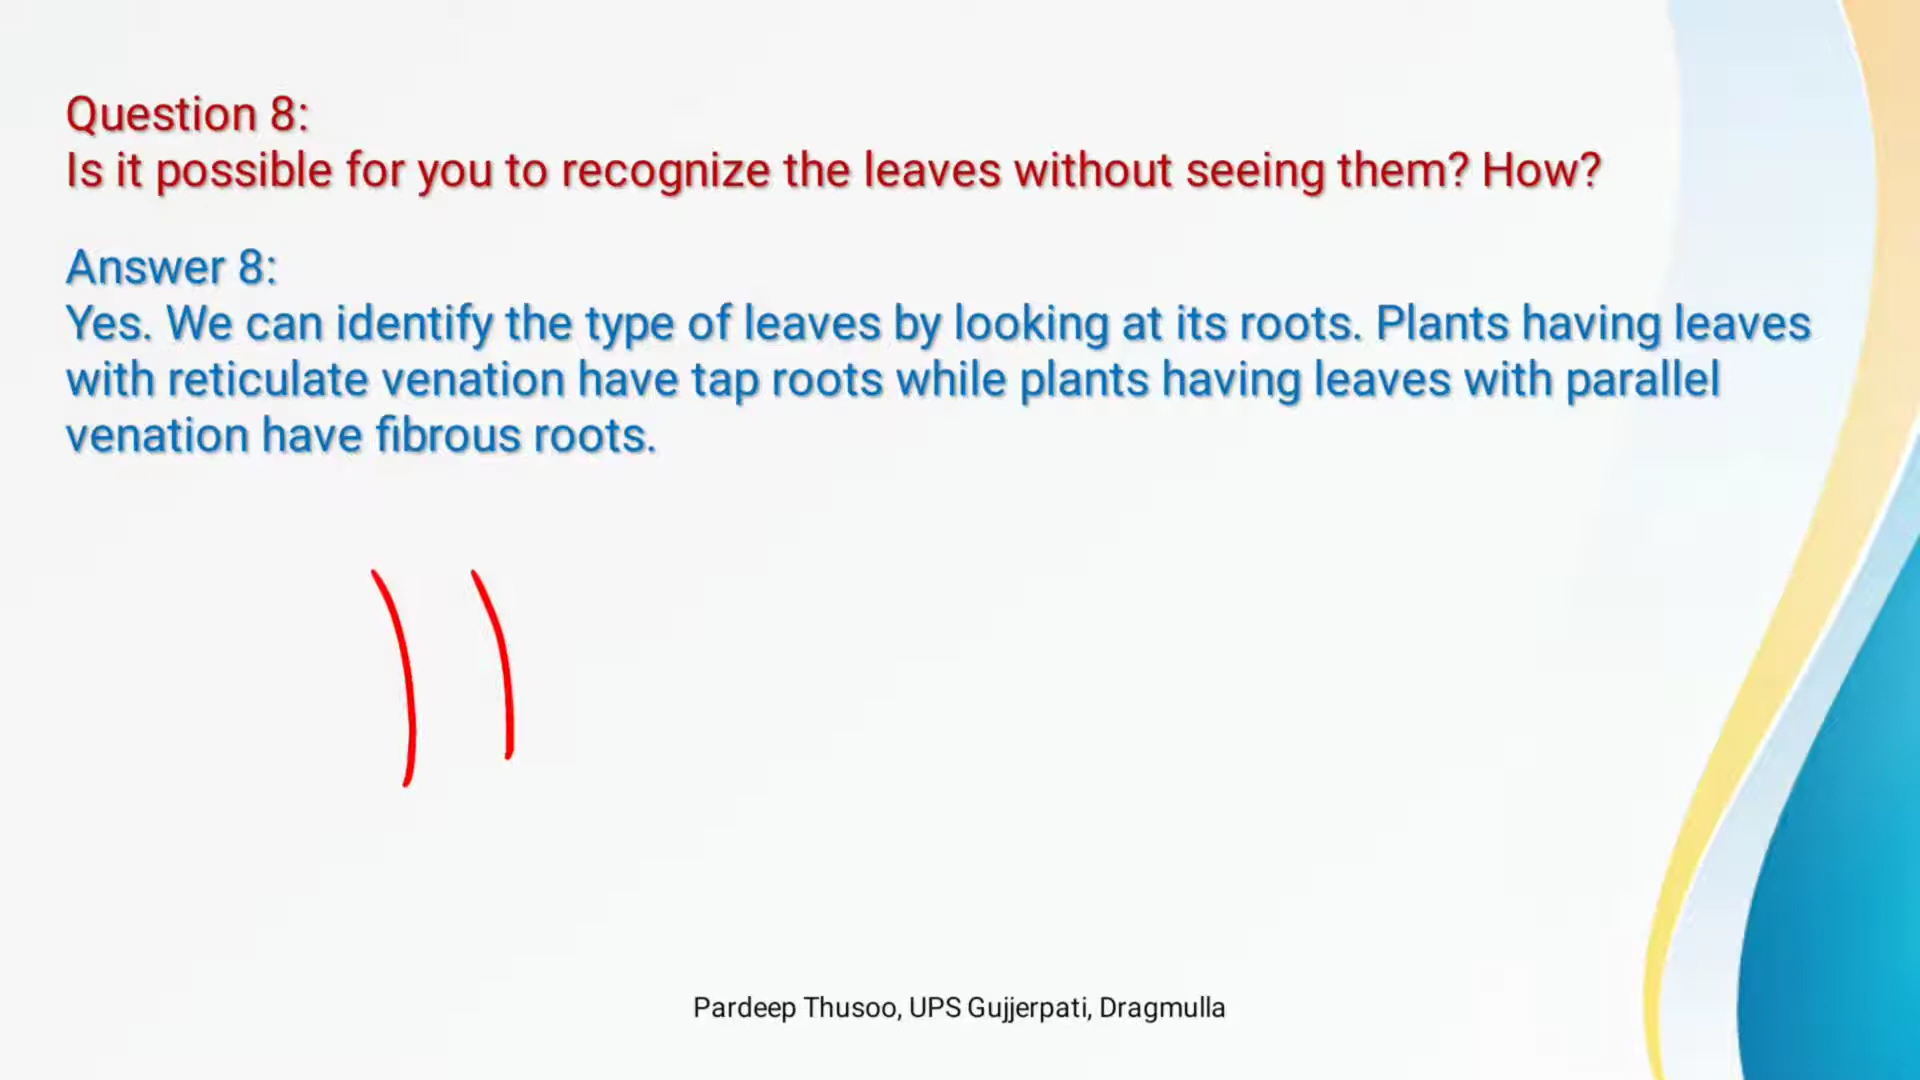 Question 8:
Is it possible for you to recognize the leaves without seeing them? How?
Answer 8:
Yes. We can identify the type of leaves by looking at its roots. Plants having leaves
with reticulate venation have tap roots while plants having leaves with parallel
venation have fibrous roots.
Pardeep Thusoo, UPS Gujjerpati, Dragmulla